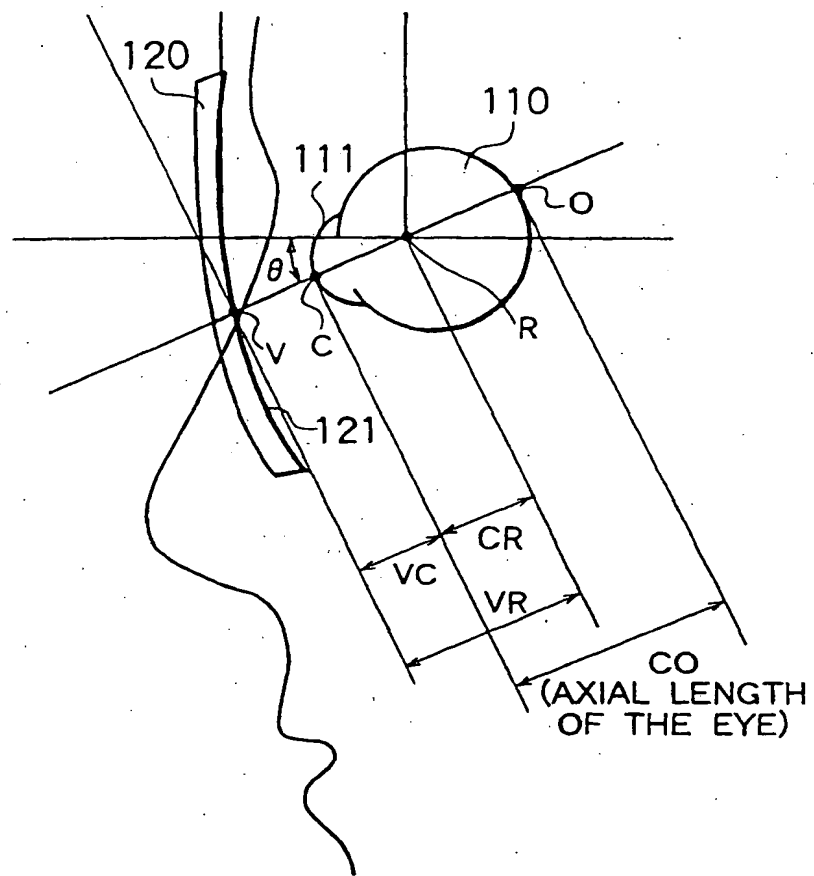 120
110
111
O
θ
R
V
C
121
CR
VC
VR
CO
(AXIAL LENGTH
OF THE EYE)